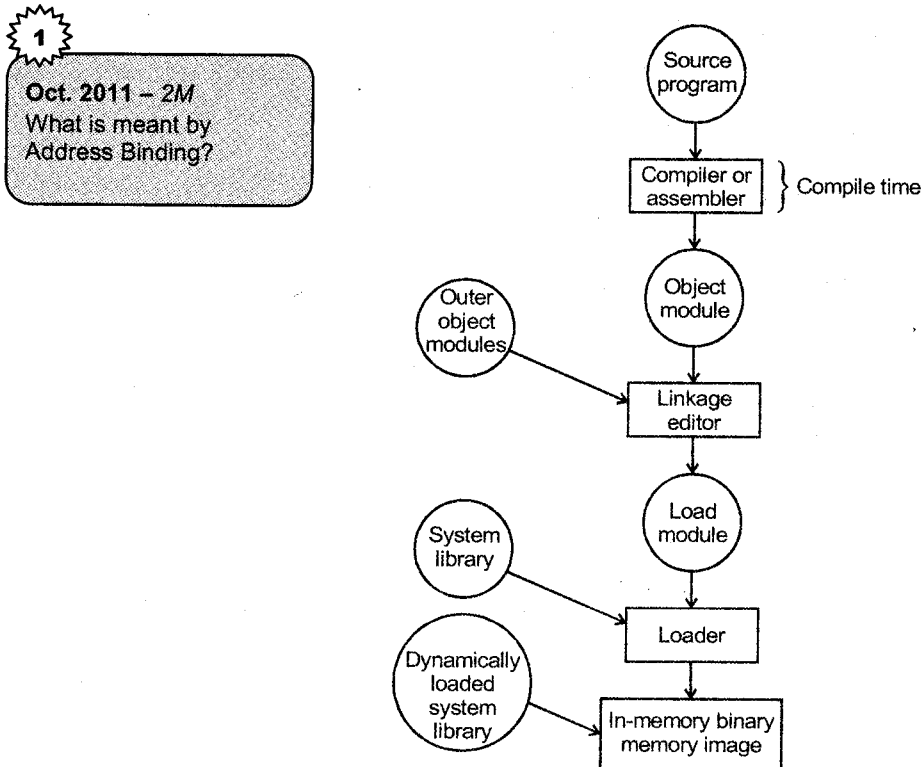 1
Oct. 2011 – 2M
What is meant by
Address Binding?
Source
program
Compiler or
assembler
Compile time
Object
module
Outer
object
modules
Linkage
editor
Load
module
System
library
Loader
Dynamically
loaded
system
library
In-memory binary
memory image